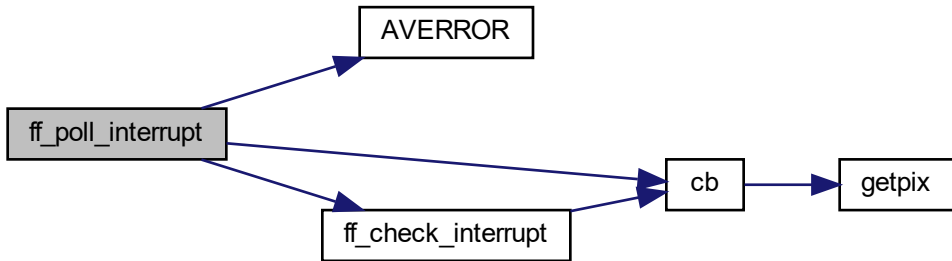 AVERROR
ff_poll_interrupt
cb
getpix
ff_check_interrupt